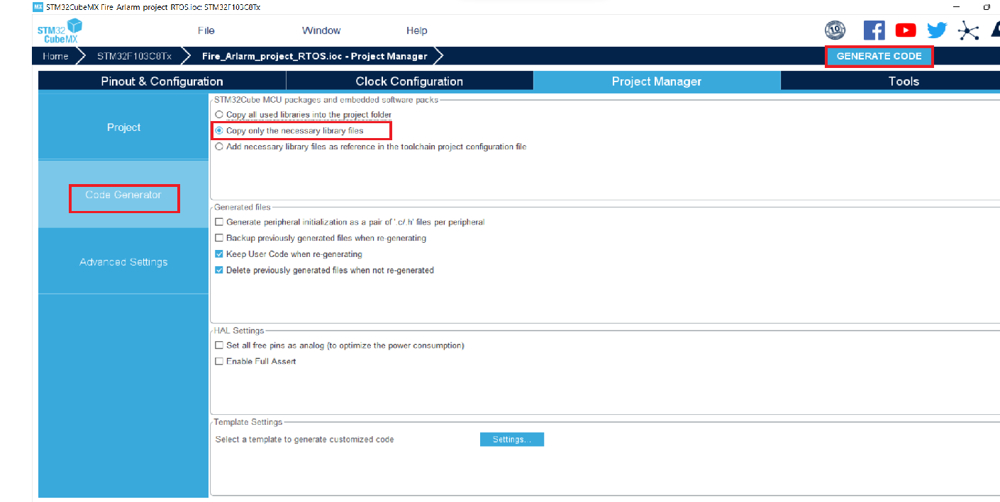 MX STM32CubeMX Fire_Arlarm_project_RTOS.ioc: STM32F103C8Tx
STM32
CubeMX
File Window Help
10
Home STM32F103C8Tx Fire_Arlarm_project_RTOS.ioc - Project Manager GENERATE CODE
Pinout & Configuration Clock Configuration Project Manager Tools
Project
Code Generator
Advanced Settings
STM32Cube MCU packages and embedded software packs
Copy all used libraries into the project folder
Copy only the necessary library files
Add necessary library files as reference in the toolchain project configuration file
Generated files
Generate peripheral initialization as a pair of '.c/.h' files per peripheral
Backup previously generated files when re-generating
Keep User Code when re-generating
Delete previously generated files when not re-generated
HAL Settings
Set all free pins as analog (to optimize the power consumption)
Enable Full Assert
Template Settings
Select a template to generate customized code Settings...